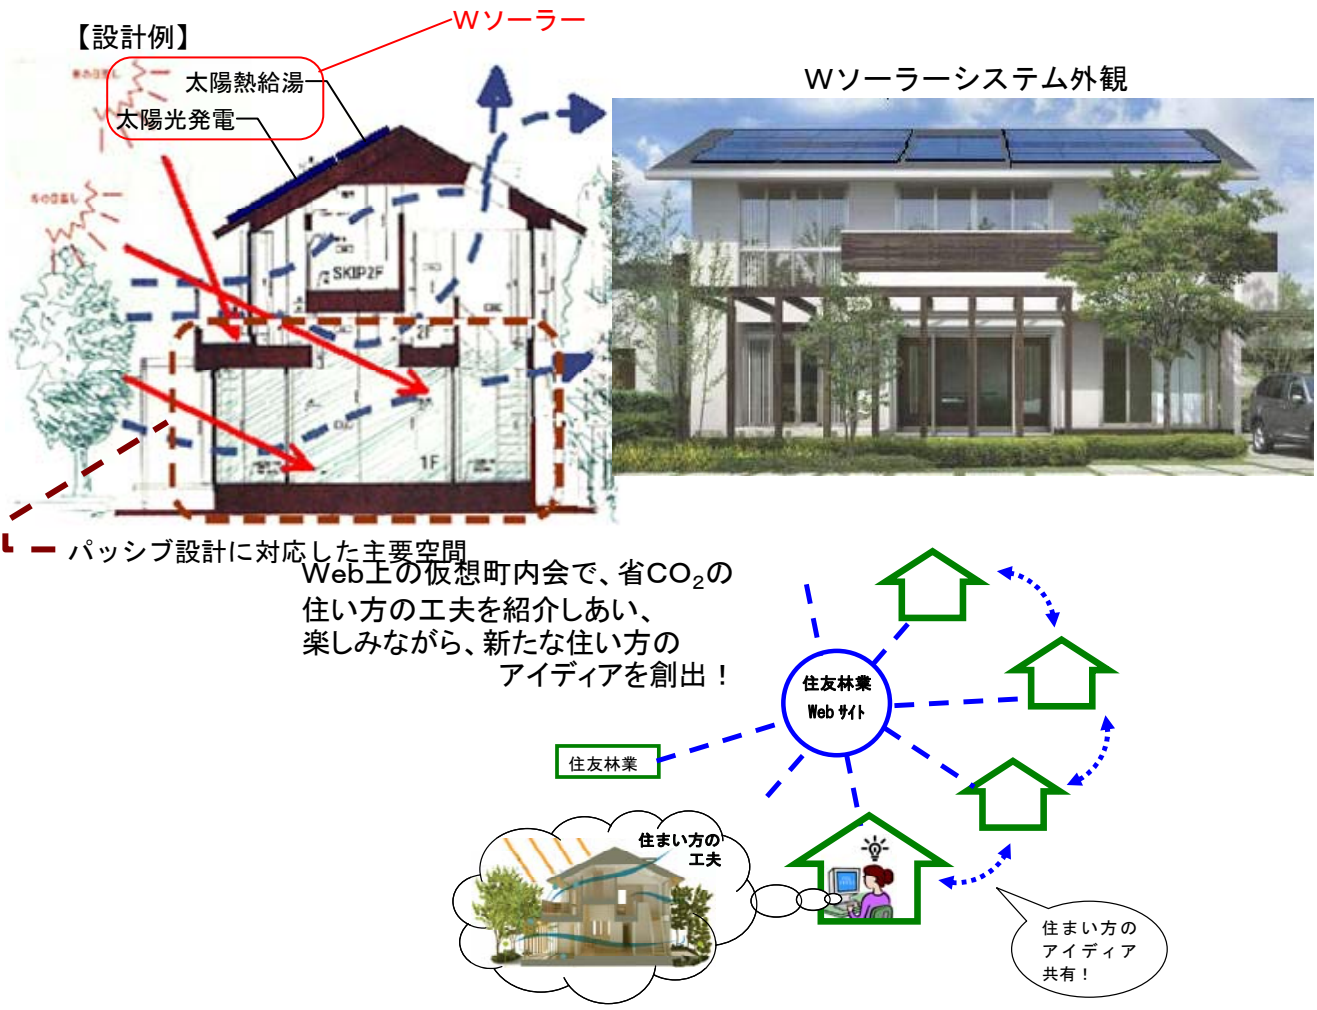 【設計例】
Wソーラー
太陽熱給湯
太陽光発電
Wソーラーシステム外観
SKIP2F
2F
1F
パッシブ設計に対応した主要空間
Web上の仮想町内会で、省CO₂の
住い方の工夫を紹介しあい、
楽しみながら、新たな住い方の
アイディアを創出！
住友林業
Webサイト
住友林業
住まい方の
工夫
住まい方の
アイディア
共有！